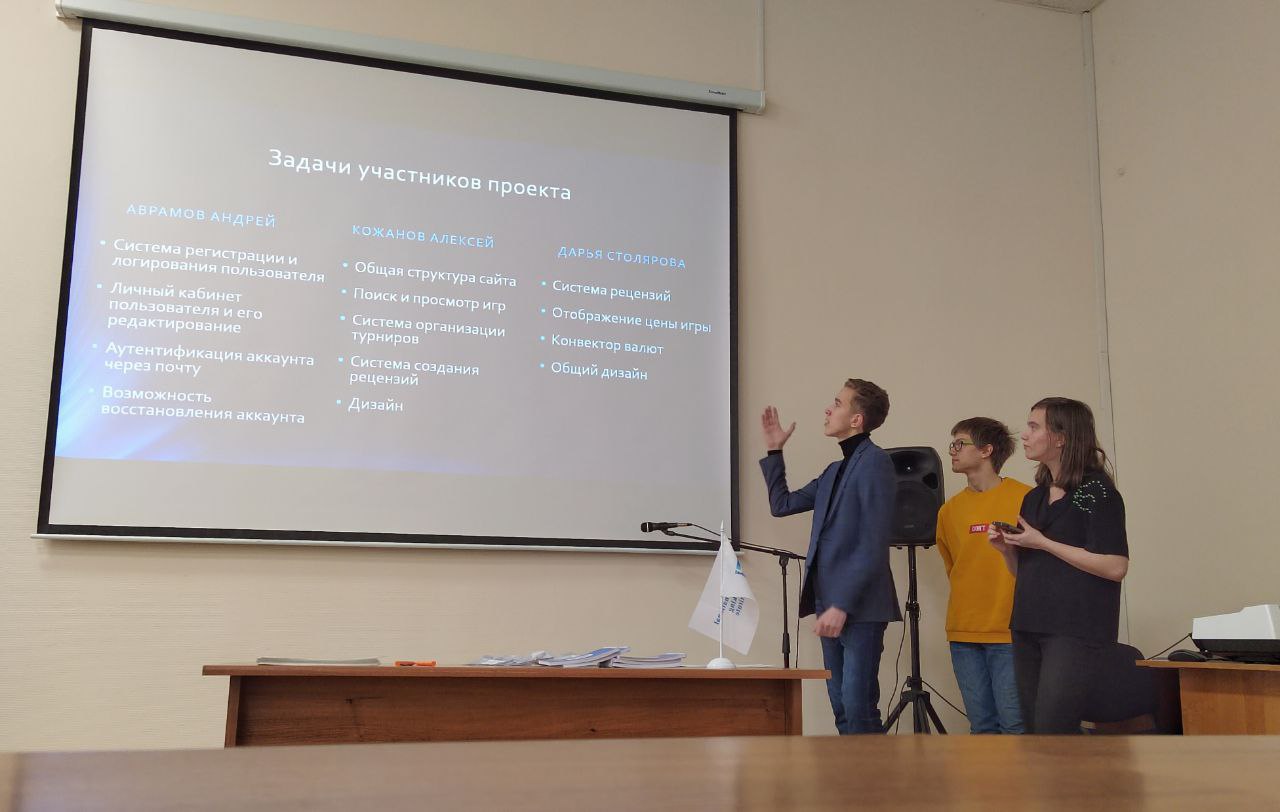 Задачи участников проекта
АВРАМОВ АНДРЕЙ
• Система регистрации и
логирования пользователя
• Личный кабинет
пользователя и его
редактирование
• Аутентификация аккаунта
через почту
• Возможность
восстановления аккаунта
КОЖАНОВ АЛЕКСЕЙ
• Общая структура сайта
• Поиск и просмотр игр
• Система организации
турниров
• Система создания
рецензий
• Дизайн
ДАРЬЯ СТОЛЯРОВА
• Система рецензий
• Отображение цены игры
• Конвектор валют
• Общий дизайн